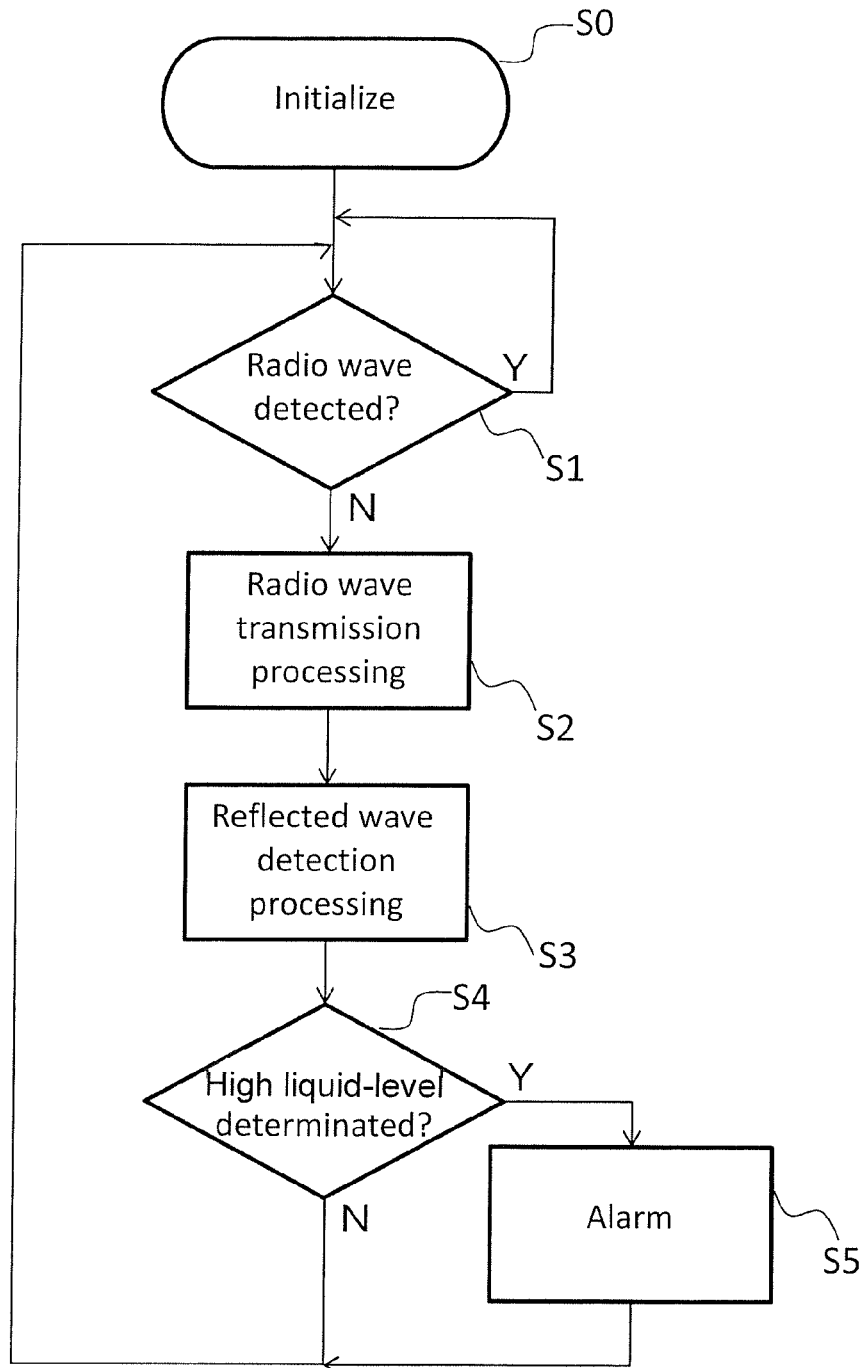 S0
Initialize
Radio wave
detected?
Y
S1
N
Radio wave
transmission
processing
S2
Reflected wave
detection
processing
S3
S4
High liquid-level
determinated?
Y
N
Alarm
S5